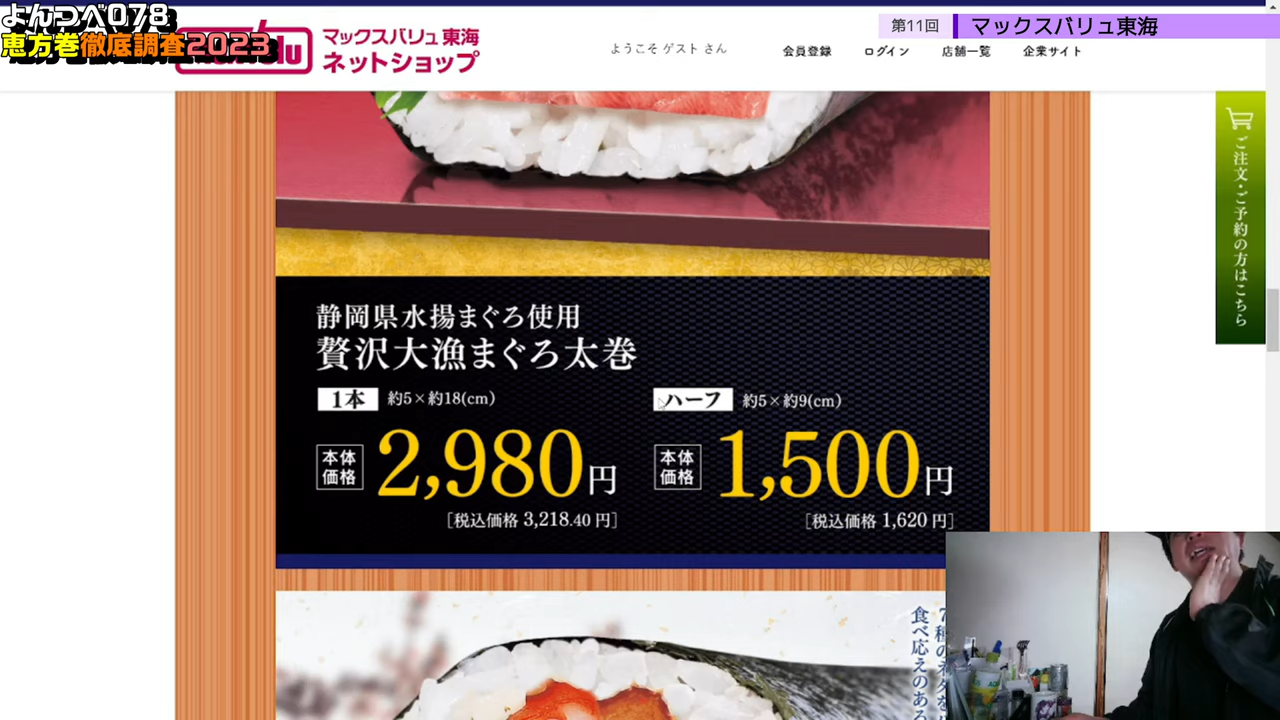 よんつべ078
恵方巻徹底調査2023
マックスバリュ東海
ネットショップ
ようこそ ゲスト さん
会員登録
ログイン
店舗一覧
企業サイト
第11回
マックスバリュ東海
ご注文・ご予約の方はこちら
静岡県水揚まぐろ使用
贅沢大漁まぐろ太巻
1本 約5×約18(cm)
本体価格 2,980円
[税込価格 3,218.40 円]
ハーフ 約5×約9(cm)
本体価格 1,500円
[税込価格 1,620 円]
食べ応えのある